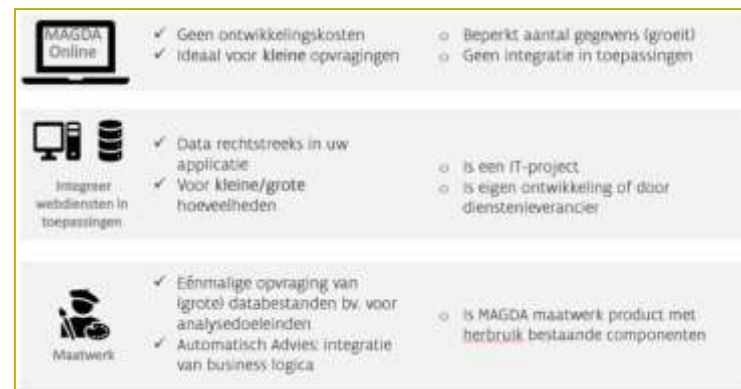 MAGDA
Online
✓ Geen ontwikkelingskosten
✓ Ideaal voor kleine opvragingen
o Beperkt aantal gegevens (groeit)
o Geen integratie in toepassingen
Integreer
webdiensten in
toepassingen
✓ Data rechtstreeks in uw
applicatie
✓ Voor kleine/grote
hoeveelheden
o Is een IT-project
o Is eigen ontwikkeling of door
dienstenleverancier
Maatwerk
✓ Eénmalige opvraging van
(grote) databestanden bv. voor
analysedoeleinden
✓ Automatisch Advies: integratie
van business logica
o Is MAGDA maatwerk product met
herbruik bestaande componenten